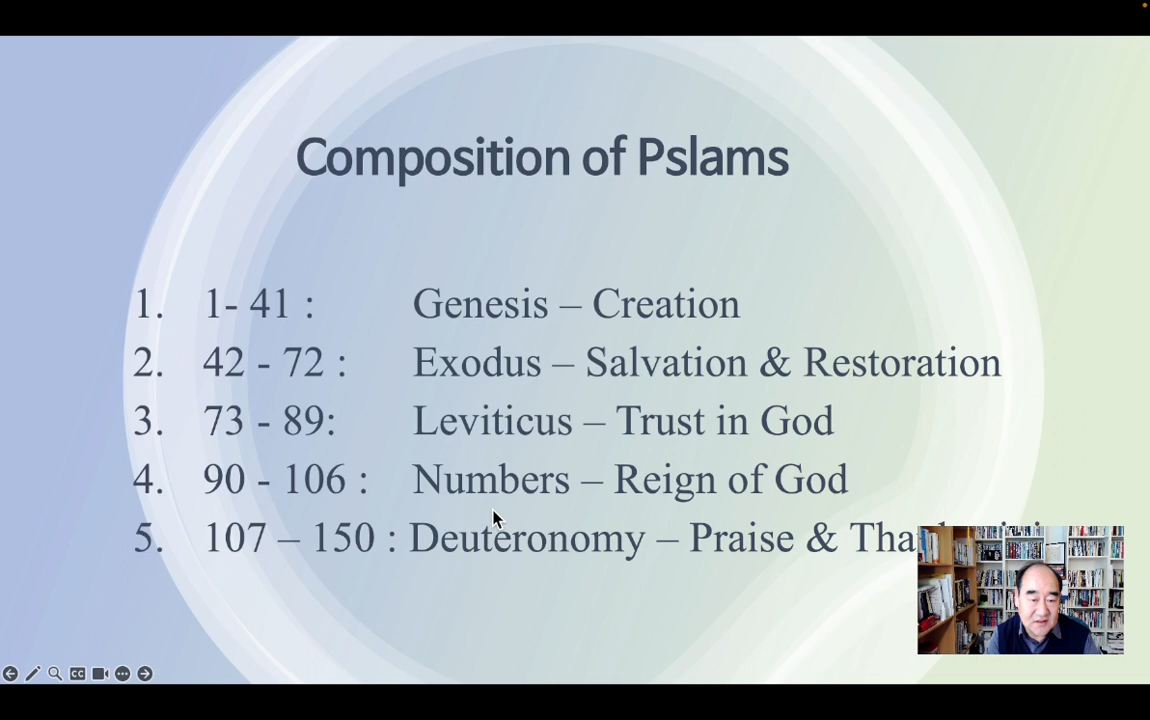 Composition of Pslams
1. 1- 41 : Genesis – Creation
2. 42 - 72 : Exodus – Salvation & Restoration
3. 73 - 89: Leviticus – Trust in God
4. 90 - 106 : Numbers – Reign of God
5. 107 – 150 : Deuteronomy – Praise &
CC